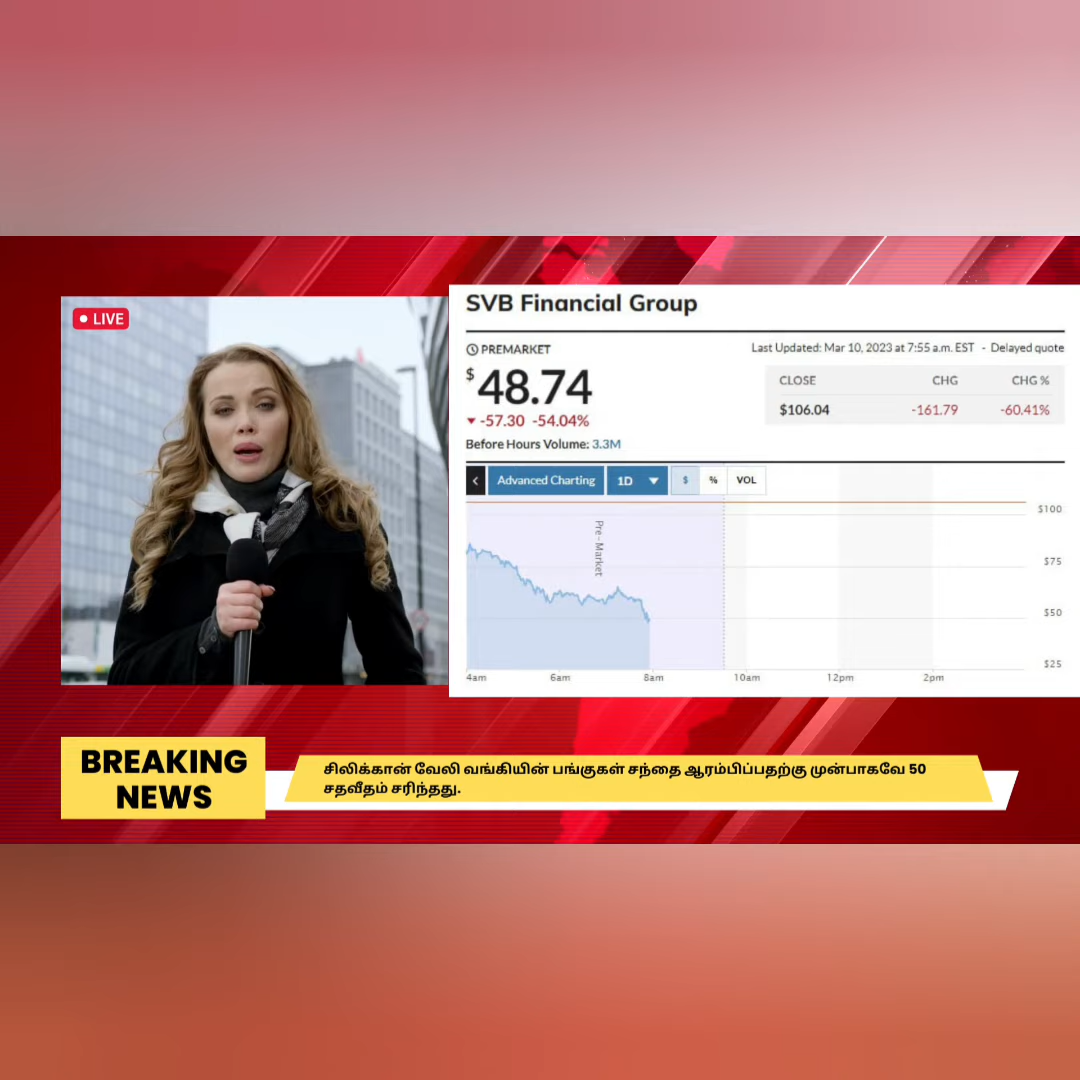 LIVE
SVB Financial Group
PREMARKET
Last Updated: Mar 10, 2023 at 7:55 a.m. EST - Delayed quote
$48.74
-57.30 -54.04%
Before Hours Volume: 3.3M
CLOSE CHG CHG %
$106.04 -161.79 -60.41%
Advanced Charting 1D $ % VOL
Pre-Market
$100
$75
$50
$25
4am 6am 8am 10am 12pm 2pm
BREAKING
NEWS
சிலிக்கான் வேலி வங்கியின் பங்குகள் சந்தை ஆரம்பிப்பதற்கு முன்பாகவே 50
சதவீதம் சரிந்தது.